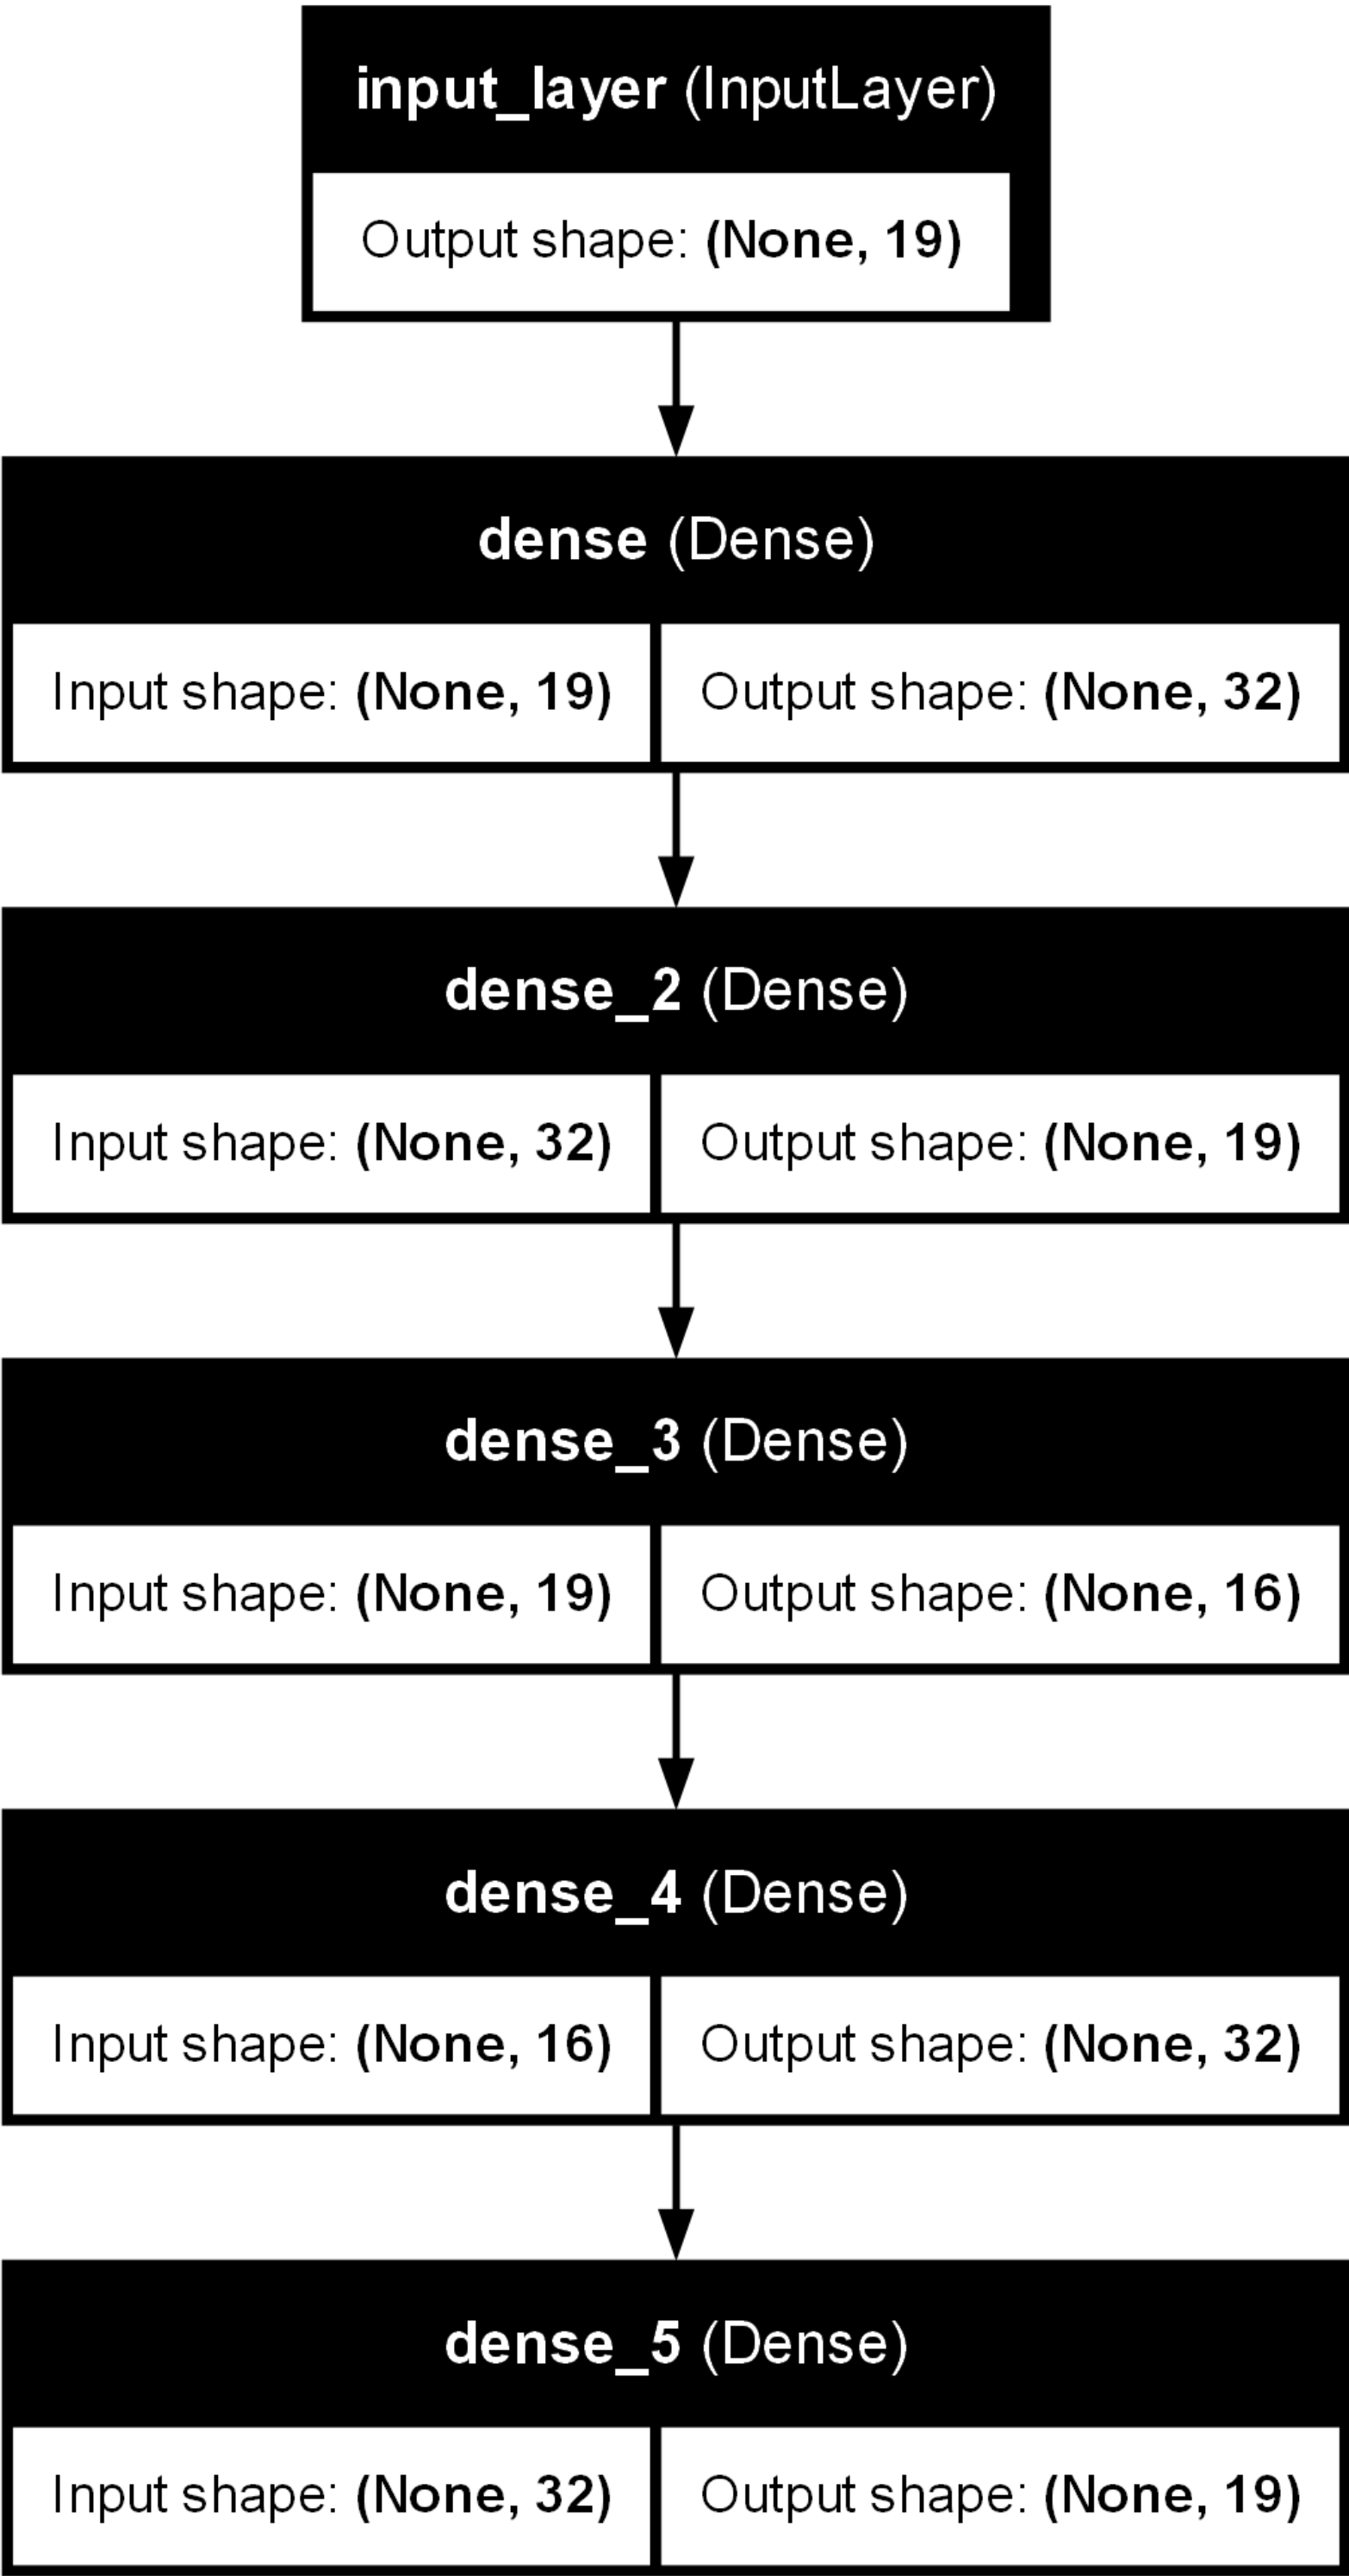 input_layer (InputLayer)
Output shape: (None, 19)
dense (Dense)
Input shape: (None, 19) Output shape: (None, 32)
dense_2 (Dense)
Input shape: (None, 32) Output shape: (None, 19)
dense_3 (Dense)
Input shape: (None, 19) Output shape: (None, 16)
dense_4 (Dense)
Input shape: (None, 16) Output shape: (None, 32)
dense_5 (Dense)
Input shape: (None, 32) Output shape: (None, 19)